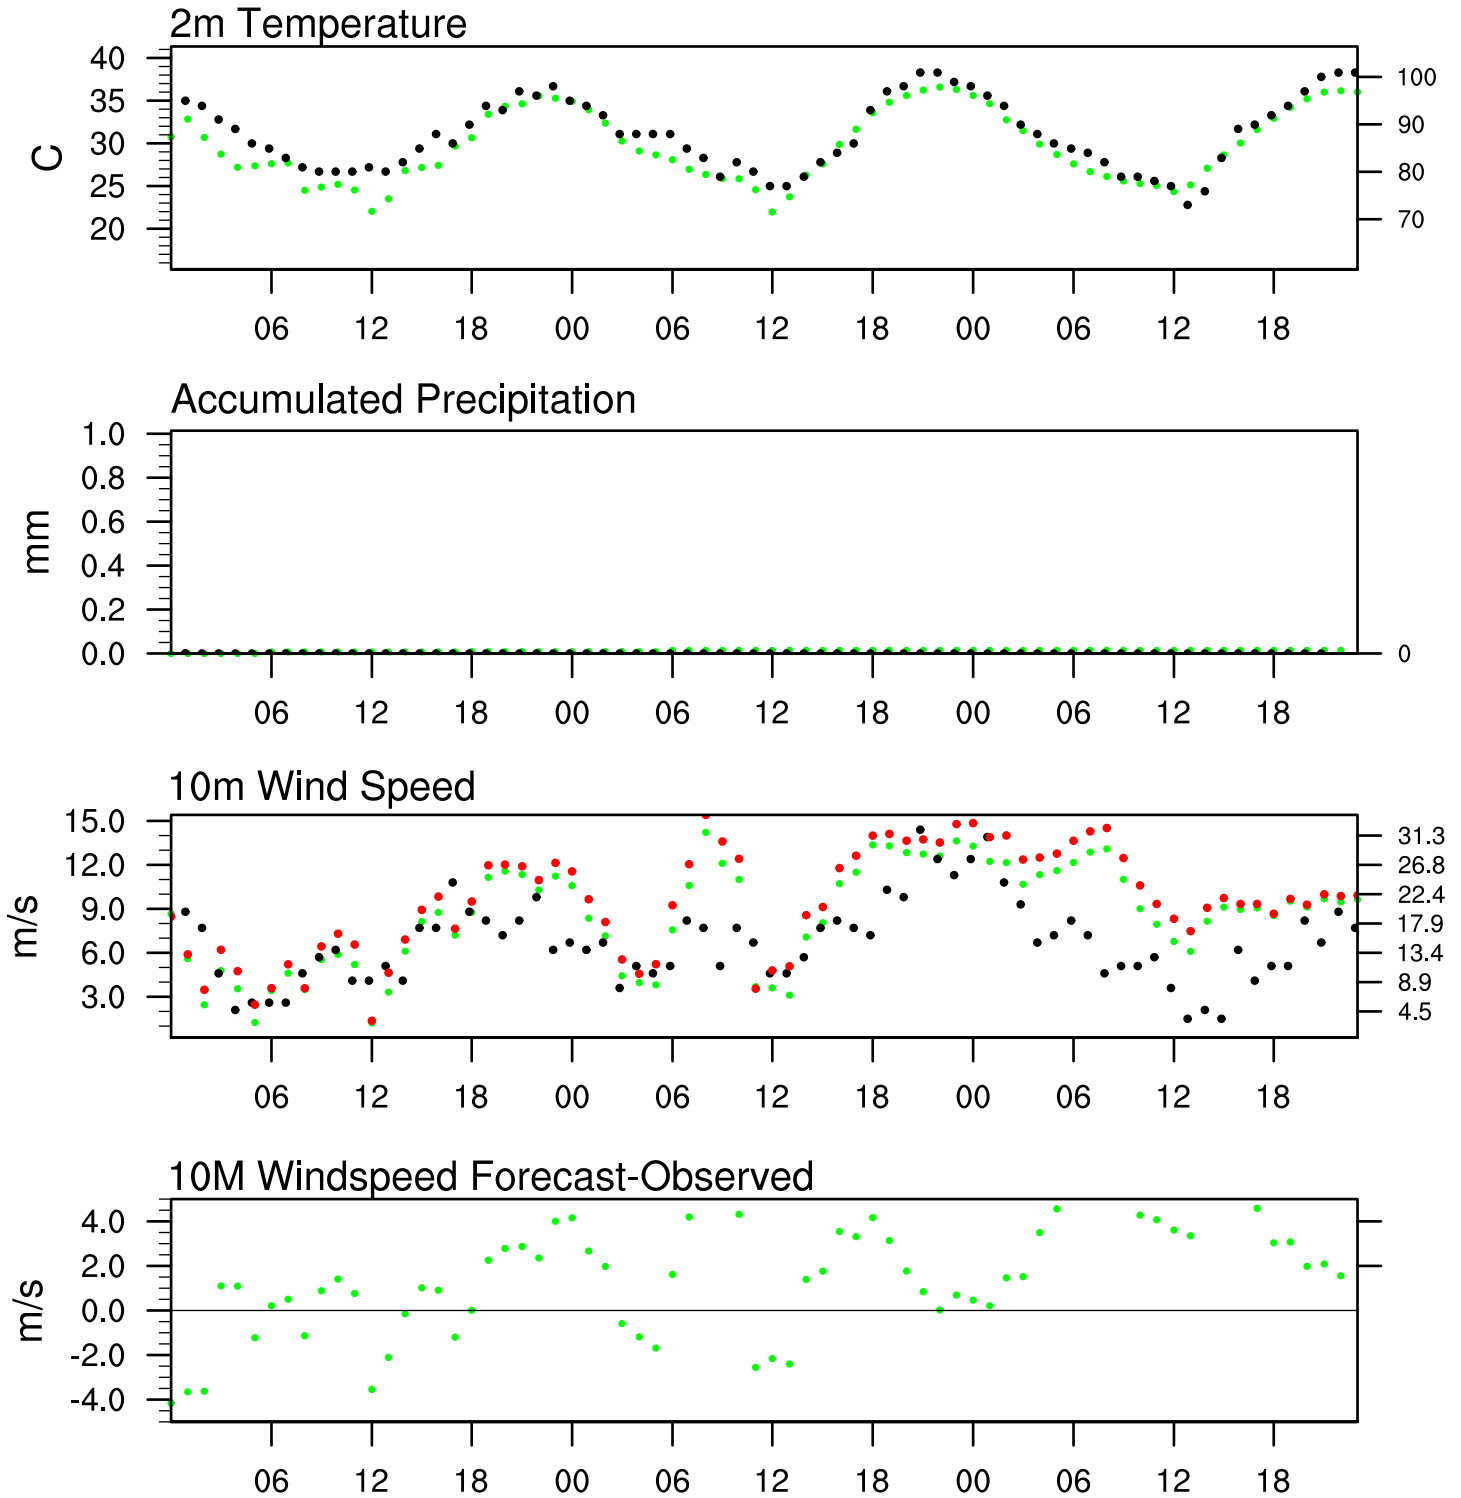 2m Temperature
40
35
30
25
20
C
100
90
80
70
06 12 18 00 06 12 18 00 06 12 18
Accumulated Precipitation
1.0
0.8
0.6
0.4
0.2
0.0
mm
0
06 12 18 00 06 12 18 00 06 12 18
10m Wind Speed
15.0
12.0
9.0
6.0
3.0
m/s
31.3
26.8
22.4
17.9
13.4
8.9
4.5
06 12 18 00 06 12 18 00 06 12 18
10M Windspeed Forecast-Observed
4.0
2.0
0.0
-2.0
-4.0
m/s
06 12 18 00 06 12 18 00 06 12 18